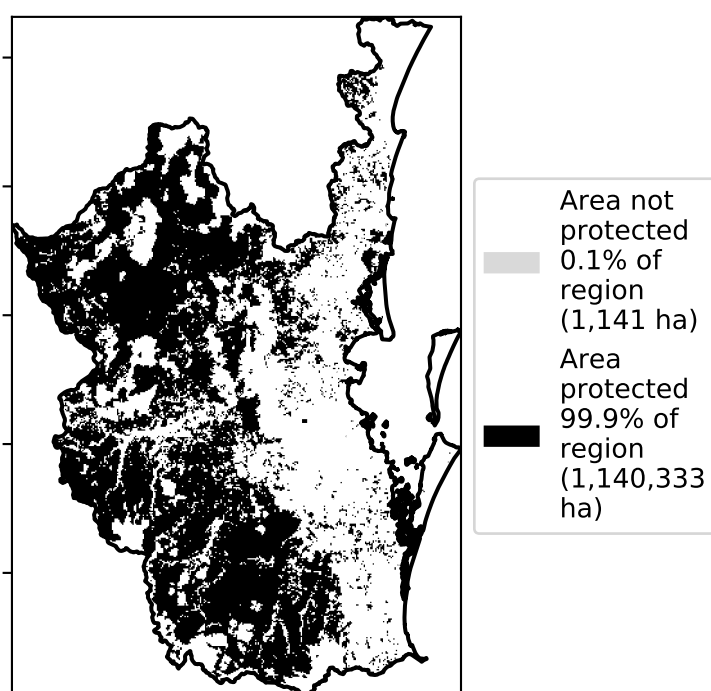 Area not
protected
0.1% of
region
(1,141 ha)
Area
protected
99.9% of
region
(1,140,333
ha)